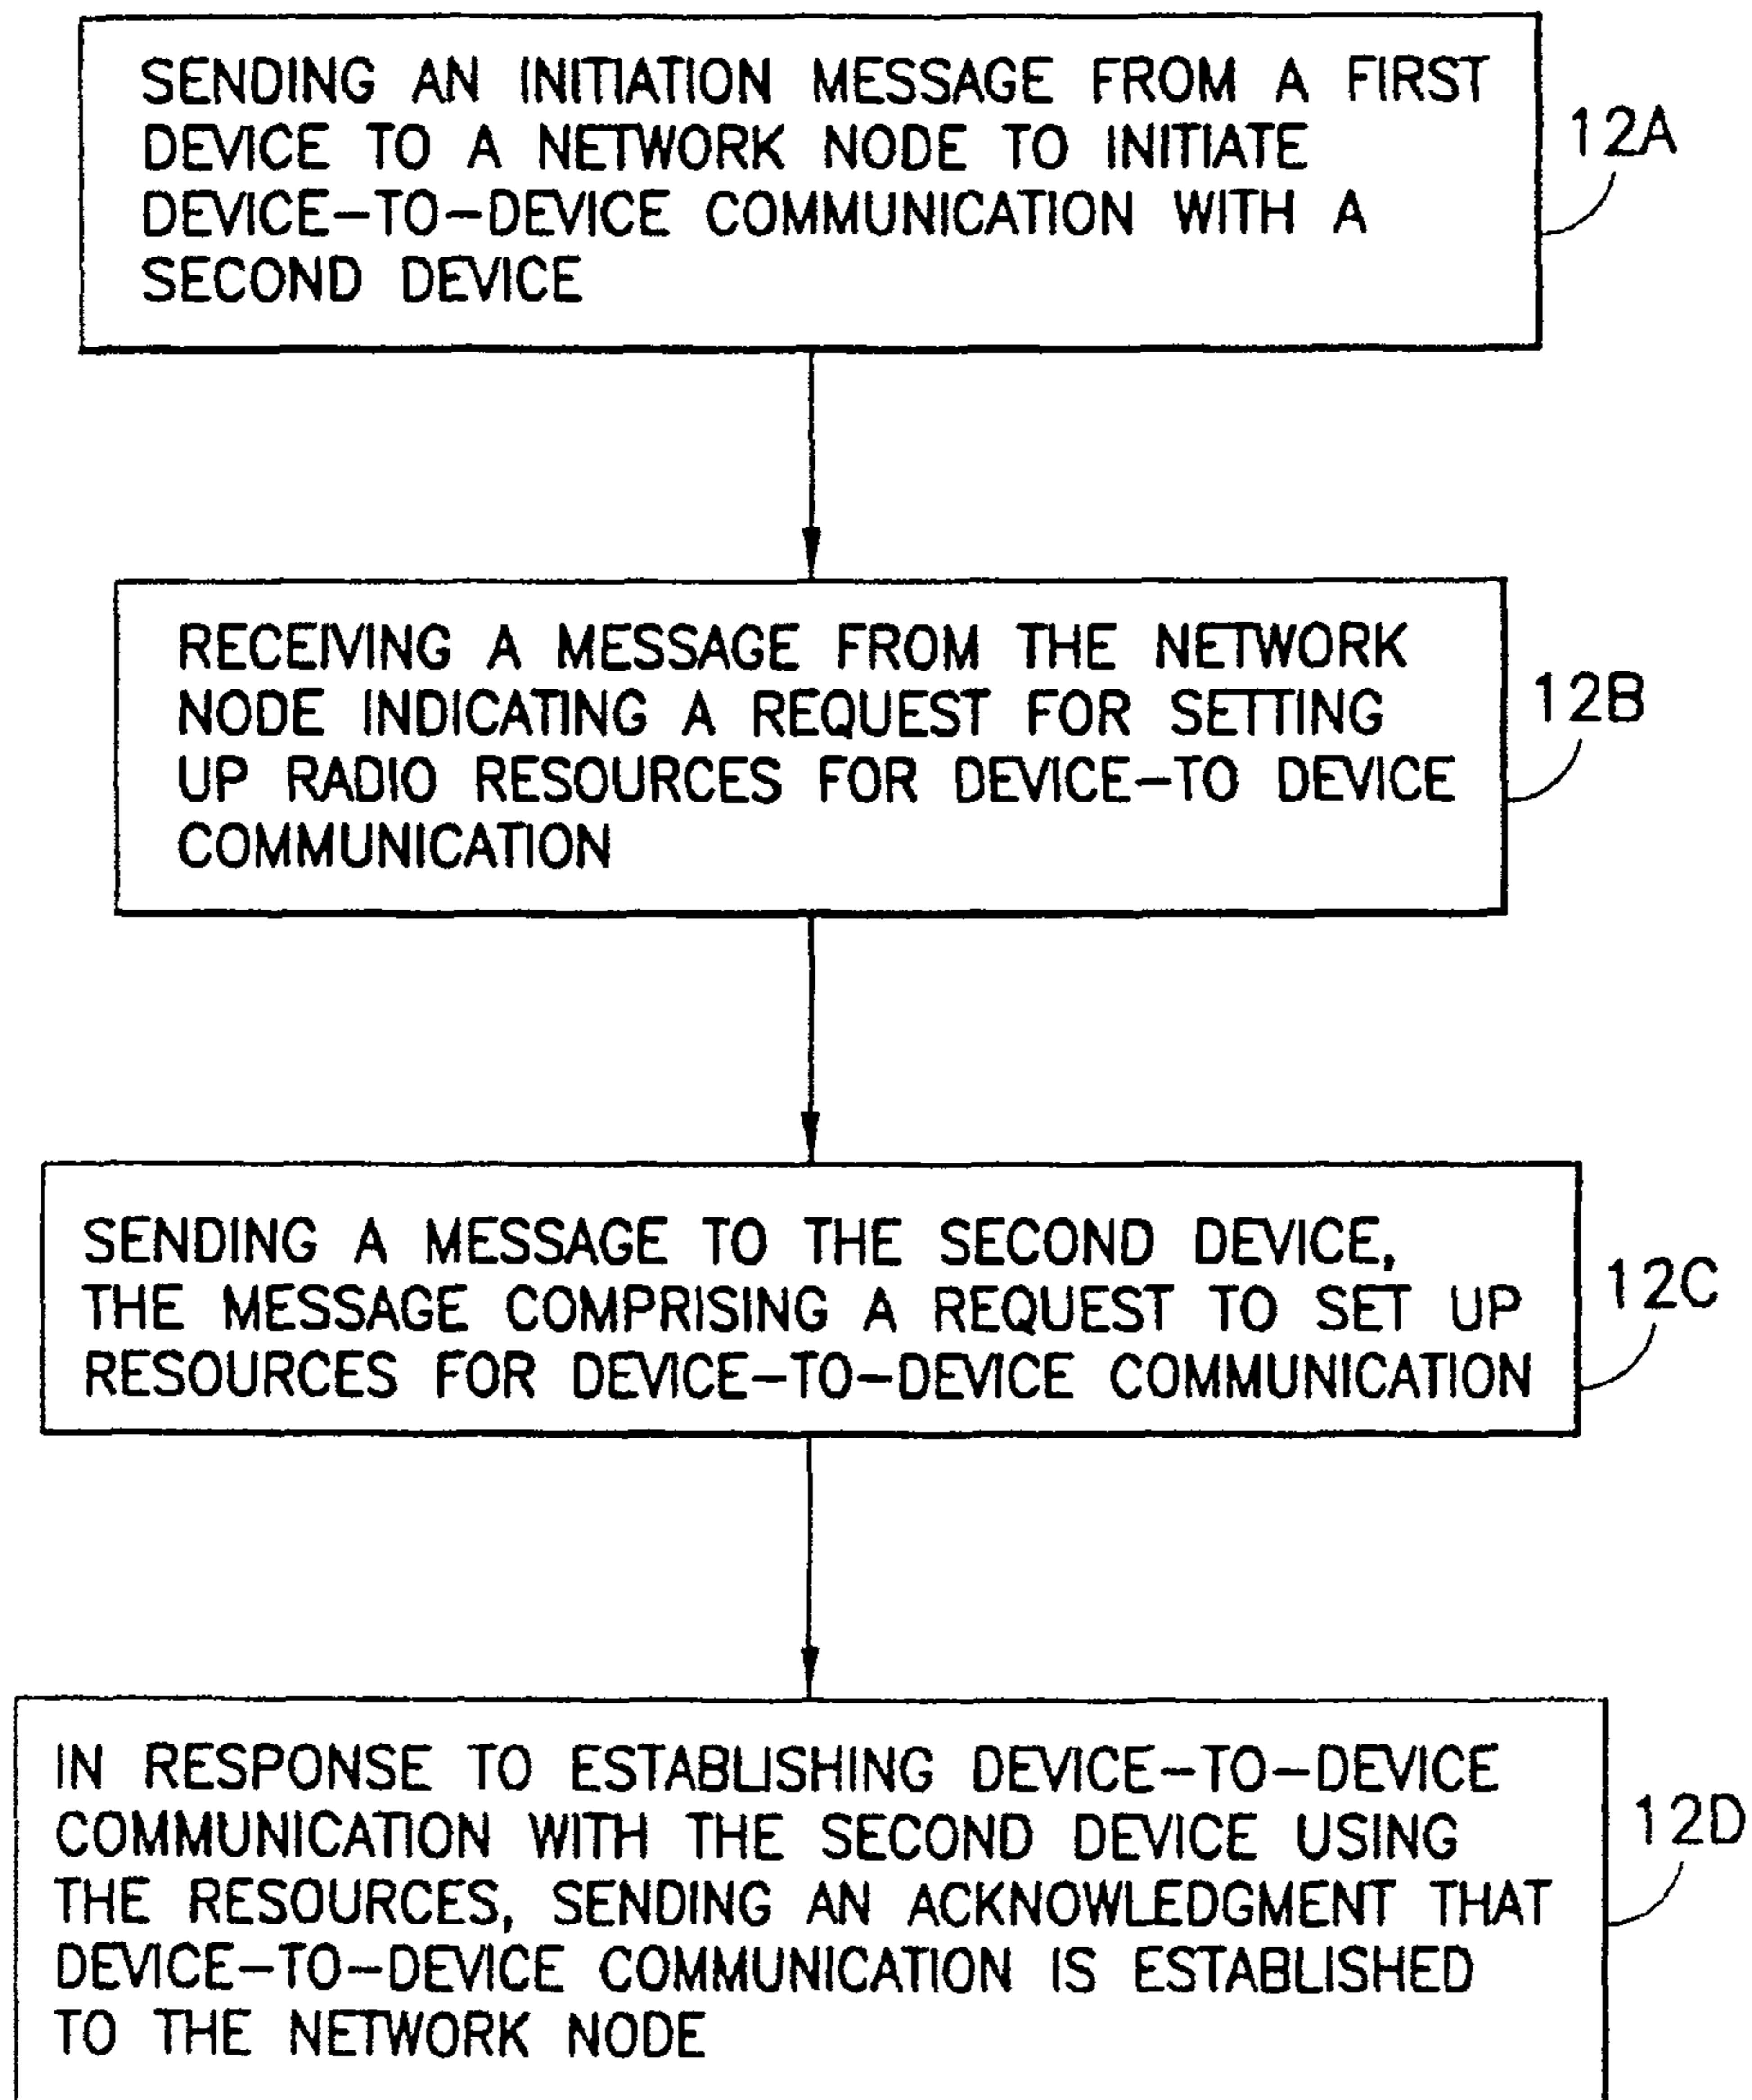 SENDING AN INITIATION MESSAGE FROM A FIRST
DEVICE TO A NETWORK NODE TO INITIATE
DEVICE-TO-DEVICE COMMUNICATION WITH A
SECOND DEVICE
12A
RECEIVING A MESSAGE FROM THE NETWORK
NODE INDICATING A REQUEST FOR SETTING
UP RADIO RESOURCES FOR DEVICE-TO DEVICE
COMMUNICATION
12B
SENDING A MESSAGE TO THE SECOND DEVICE,
THE MESSAGE COMPRISING A REQUEST TO SET UP
RESOURCES FOR DEVICE-TO-DEVICE COMMUNICATION
12C
IN RESPONSE TO ESTABLISHING DEVICE-TO-DEVICE
COMMUNICATION WITH THE SECOND DEVICE USING
THE RESOURCES, SENDING AN ACKNOWLEDGMENT THAT
DEVICE-TO-DEVICE COMMUNICATION IS ESTABLISHED
TO THE NETWORK NODE
12D